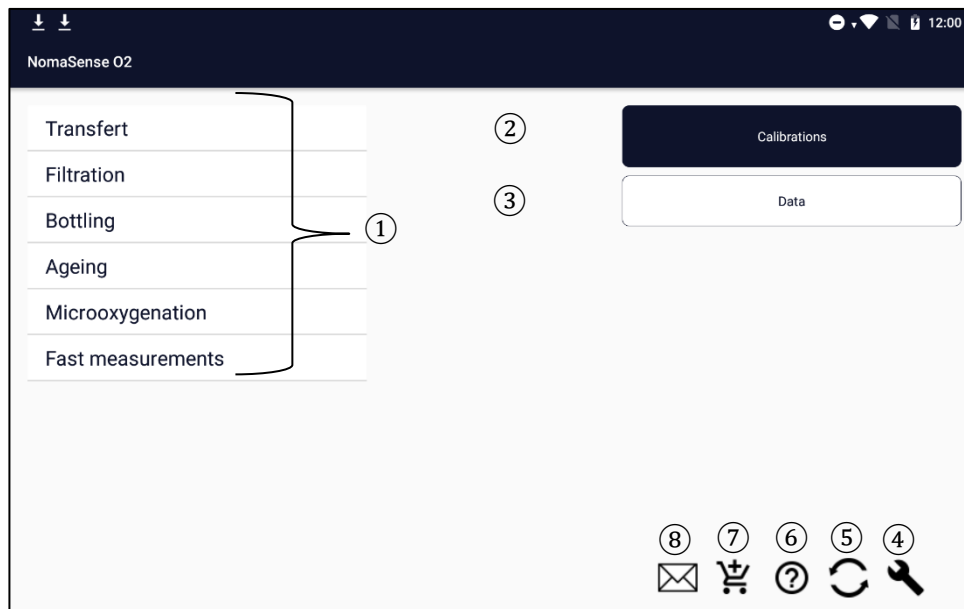 12:00
NomaSense O2
Transfert
② Calibrations
Filtration
③ Data
Bottling
①
Ageing
Microoxygenation
Fast measurements
⑧ ⑦ ⑥ ⑤ ④